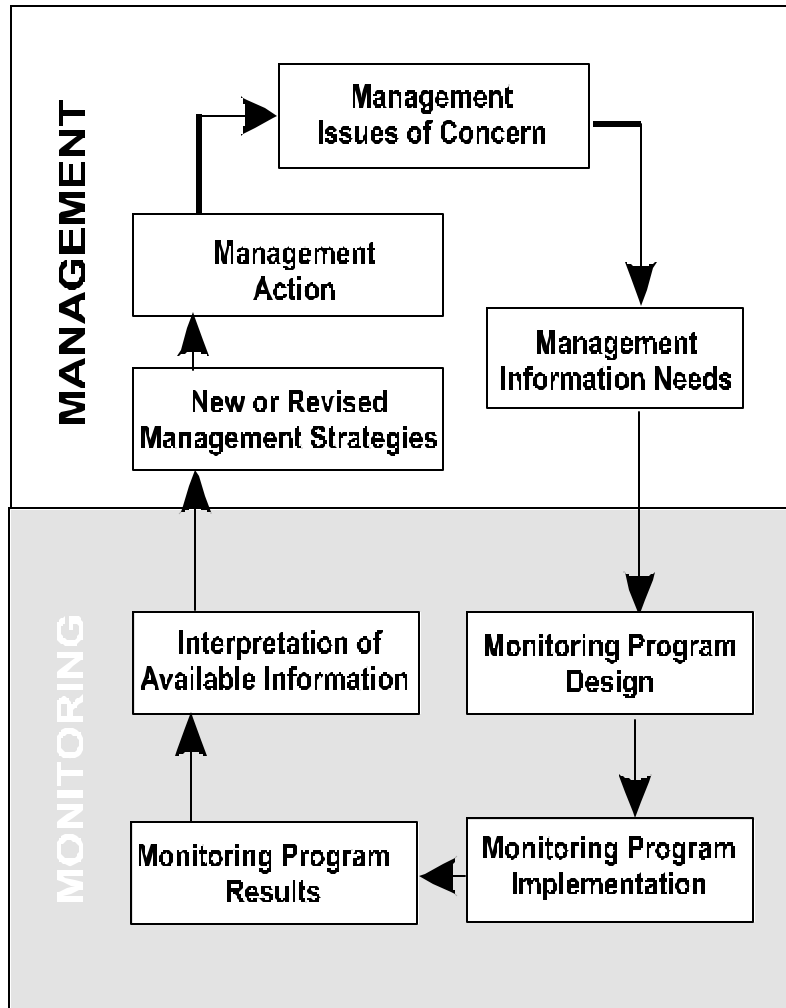 MANAGEMENT
Management
Issues of Concern
Management
Action
Management
Information Needs
New or Revised
Management Strategies
MONITORING
Interpretation of
Available Information
Monitoring Program
Design
Monitoring Program
Results
Monitoring Program
Implementation